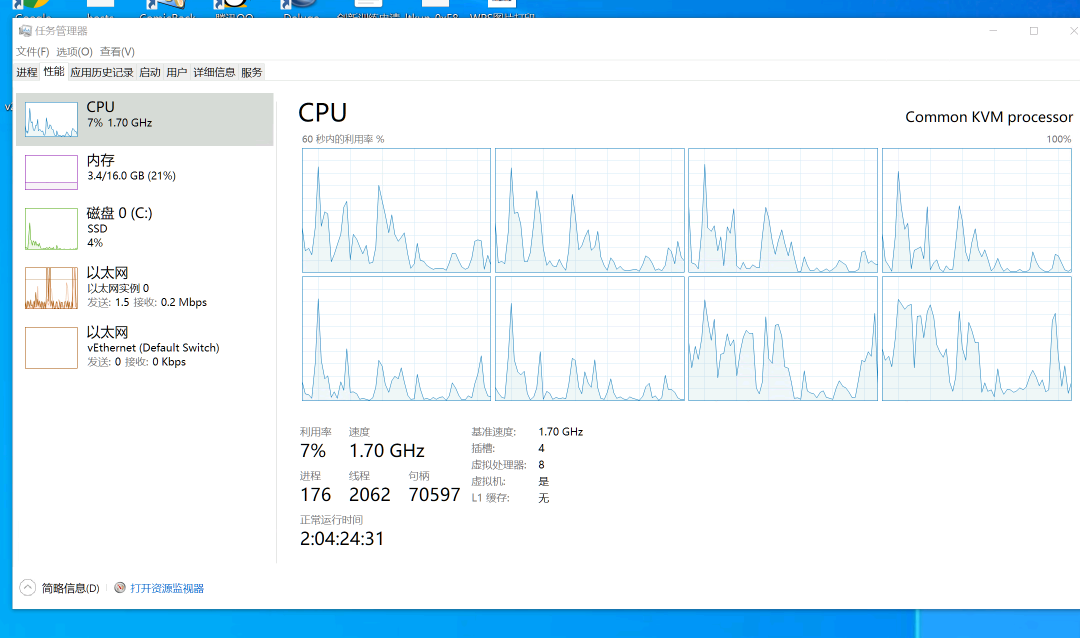 任务管理器
文件(F) 选项(O) 查看(V)
进程 性能 应用历史记录 启动 用户 详细信息 服务
CPU
7% 1.70 GHz
内存
3.4/16.0 GB (21%)
磁盘 0 (C:)
SSD
4%
以太网
以太网实例 0
发送: 1.5 接收: 0.2 Mbps
以太网
vEthernet (Default Switch)
发送: 0 接收: 0 Kbps
CPU
Common KVM processor
60 秒内的利用率 %
100%
利用率 速度
7% 1.70 GHz
进程 线程 句柄
176 2062 70597
正常运行时间
2:04:24:31
基准速度: 1.70 GHz
插槽: 4
虚拟处理器: 8
虚拟机: 是
L1 缓存: 无
简略信息(D)
打开资源监视器